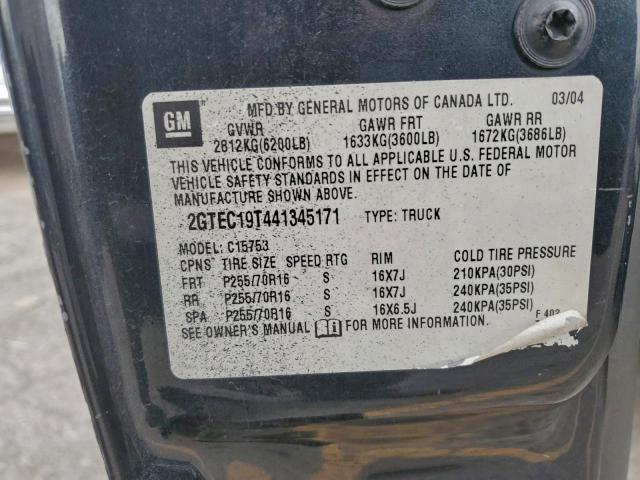 GM
MFD BY GENERAL MOTORS OF CANADA LTD. 03/04
GVWR GAWR FRT GAWR RR
2812KG(6200LB) 1633KG(3600LB) 1672KG(3686LB)
THIS VEHICLE CONFORMS TO ALL APPLICABLE U.S. FEDERAL MOTOR
VEHICLE SAFETY STANDARDS IN EFFECT ON THE DATE OF
MANUFACTURE SHOWN ABOVE.
2GTEC19T441345171 TYPE: TRUCK
MODEL: C15753
CPNS TIRE SIZE SPEED RTG RIM COLD TIRE PRESSURE
FRT P255/70R16 S 16X7J 210KPA(30PSI)
RR P255/70R16 S 16X7J 240KPA(35PSI)
SPA P255/70R16 S 16X6.5J 240KPA(35PSI)
SEE OWNER'S MANUAL FOR MORE INFORMATION.